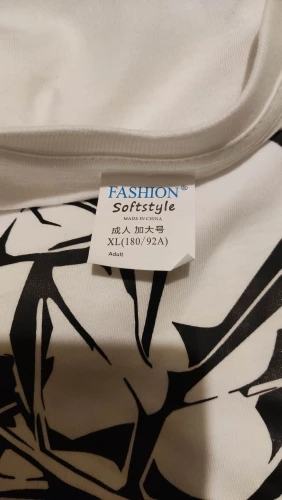 FASHION®
Softstyle
MADE IN CHINA
成人 加大号
XL(180/92A)
Adult